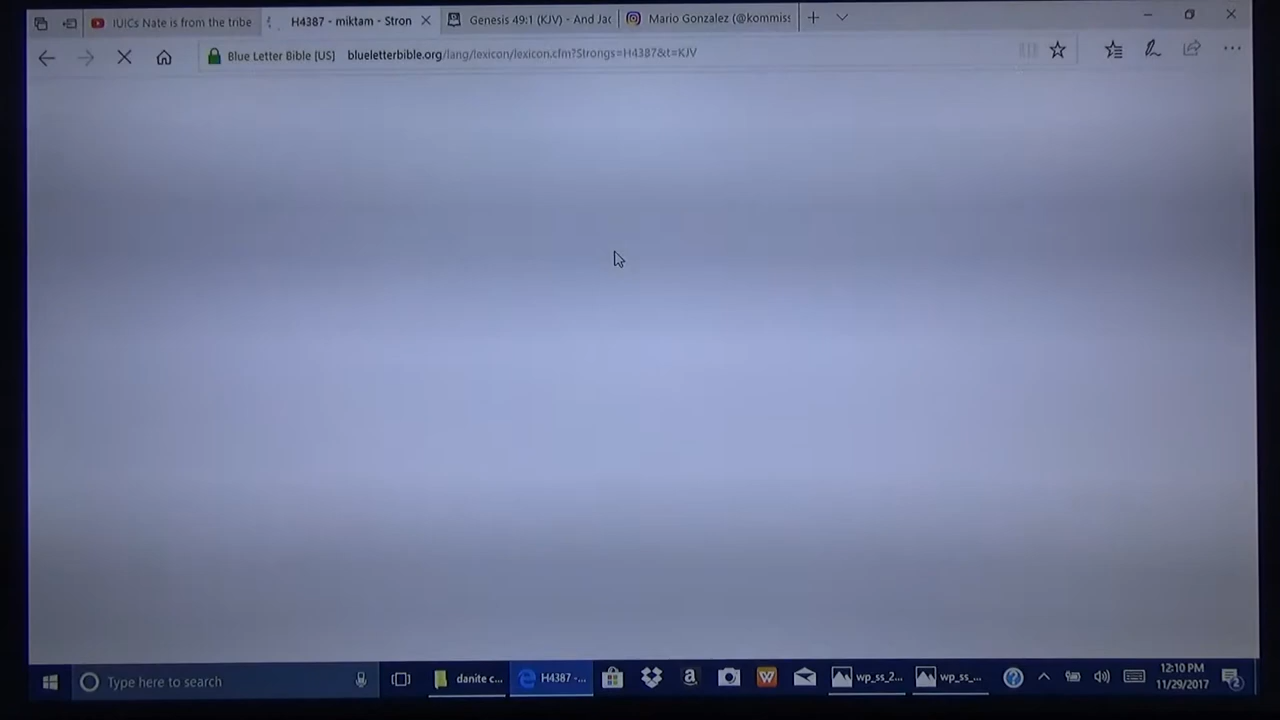 IUICs Nate is from the tribe
H4387 - miktam - Stron
Genesis 49:1 (KJV) - And Jac
Mario Gonzalez (@kommiss
Blue Letter Bible [US]
blueletterbible.org/lang/lexicon/lexicon.cfm?Strongs=H4387&t=KJV
Type here to search
danite c...
H4387 -...
wp_ss_2...
wp_ss_...
12:10 PM
11/29/2017
2